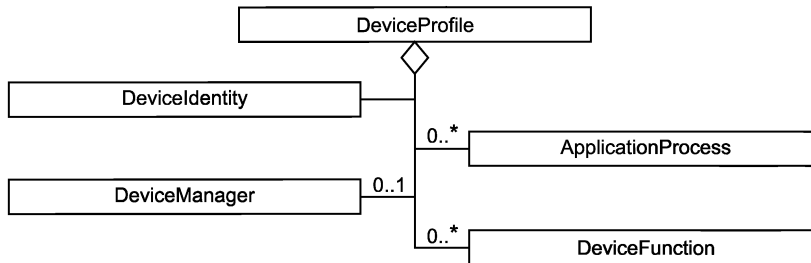 DeviceProfile
DeviceIdentity
0..*
ApplicationProcess
DeviceManager
0..1
0..*
DeviceFunction